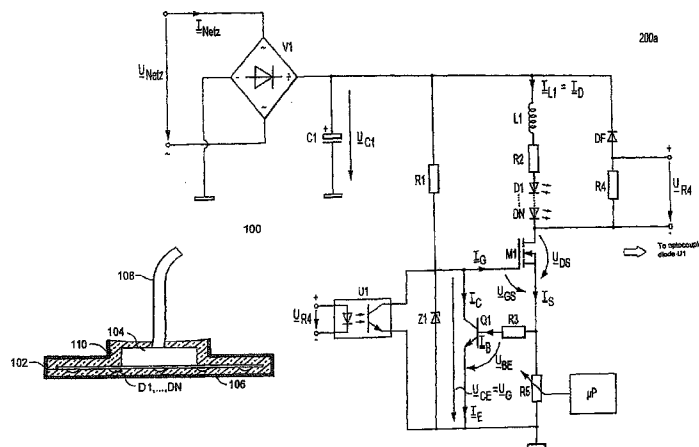 I_Netz
V1
200a
U_Netz
~
~
+
-
C1
U_C1
R1
I_L1 = I_D
L1
R2
D1
DN
DF
R4
+
-
U_R4
To optocoupler
diode U1
100
M1
U_DS
I_G
U_GS
I_S
U1
U_R4
+
-
Z1
I_C
Q1
R3
I_B
U_BE
U_CE=U_G
I_E
R5
µP
108
104
110
102
D1,...,DN
106